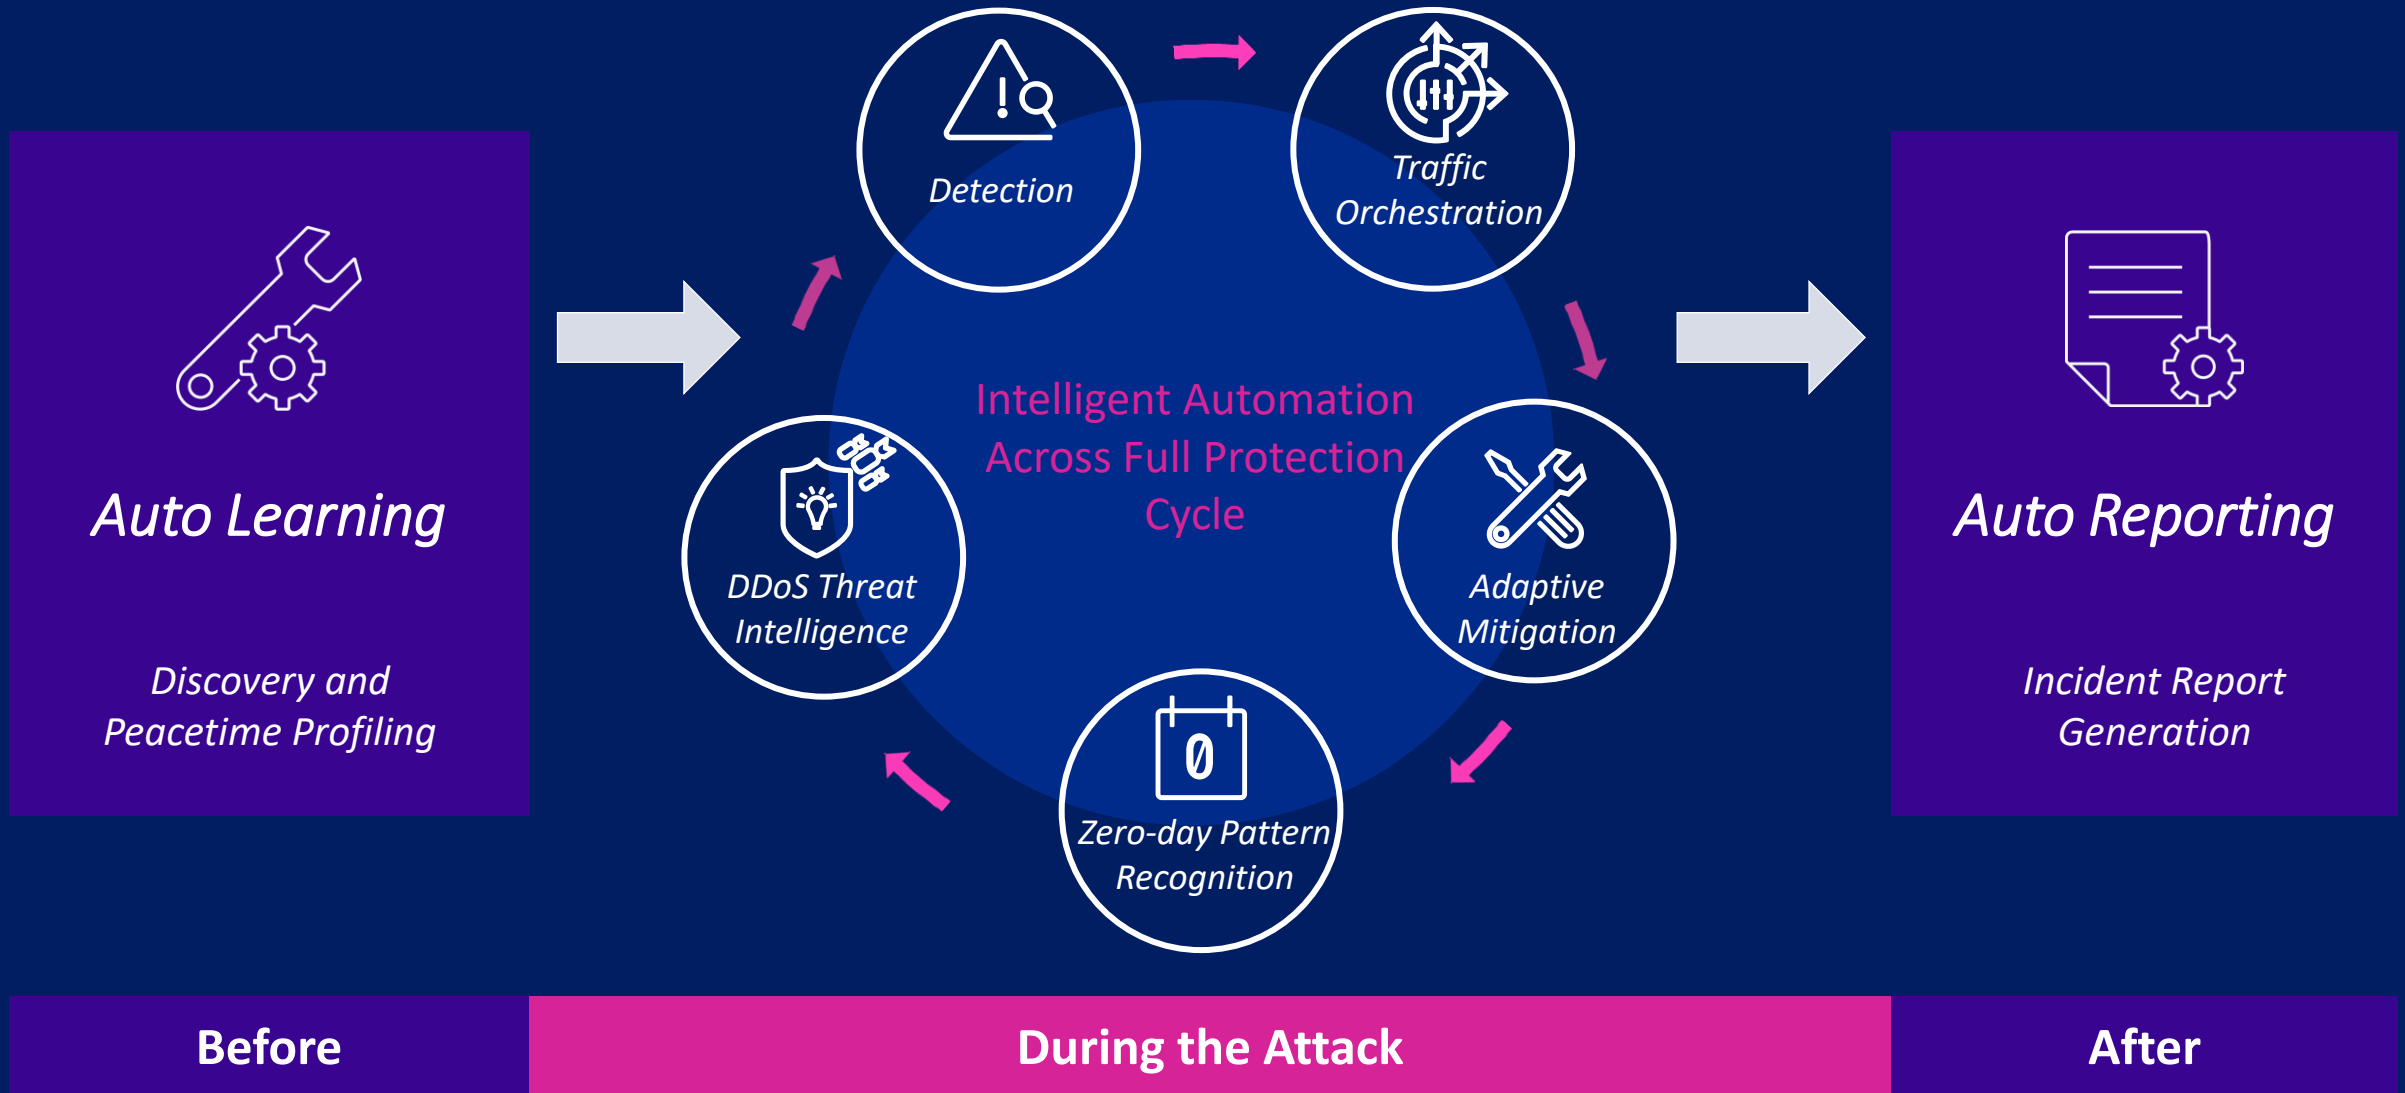 Auto Learning
Discovery and
Peacetime Profiling
Detection
Traffic
Orchestration
Adaptive
Mitigation
0
Zero-day Pattern
Recognition
DDoS Threat
Intelligence
Intelligent Automation
Across Full Protection
Cycle
Auto Reporting
Incident Report
Generation
Before
During the Attack
After